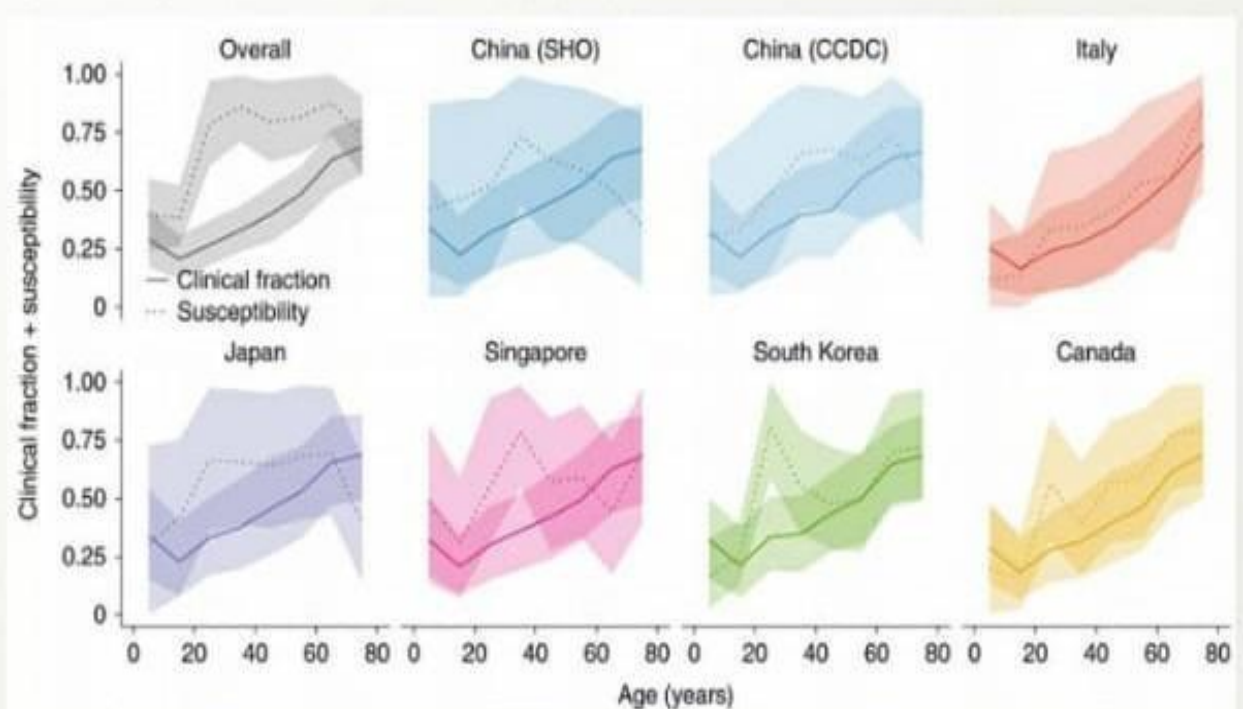 Overall
China (SHO)
China (CCDC)
Italy
Clinical fraction + susceptibility
1.00
0.75
0.50
0.25
0
Clinical fraction
Susceptibility
Japan
Singapore
South Korea
Canada
1.00
0.75
0.50
0.25
0
0 20 40 60 80
0 20 40 60 80
0 20 40 60 80
0 20 40 60 80
Age (years)